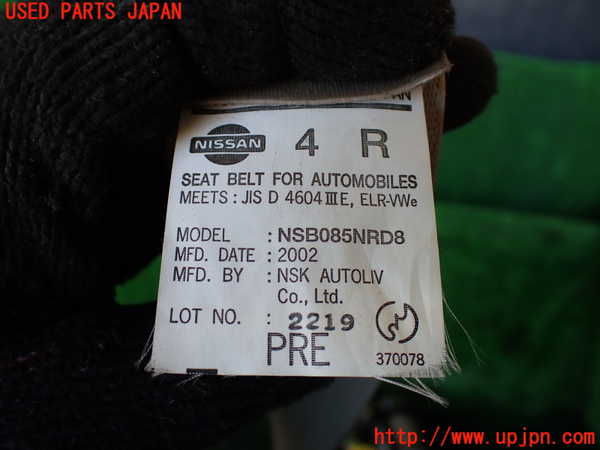 USED PARTS JAPAN
AN
NISSAN 4 R
SEAT BELT FOR AUTOMOBILES
MEETS : JIS D 4604 III E, ELR-VWe
MODEL : NSB085NRD8
MFD. DATE : 2002
MFD. BY : NSK AUTOLIV
Co., Ltd.
LOT NO. : 2219
PRE 370078
http://www.upjpn.com/